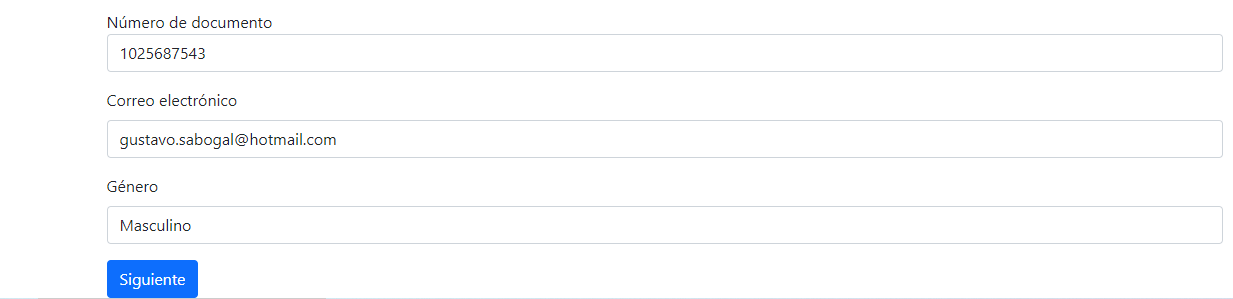 Número de documento
1025687543
Correo electrónico
gustavo.sabogal@hotmail.com
Género
Masculino
Siguiente